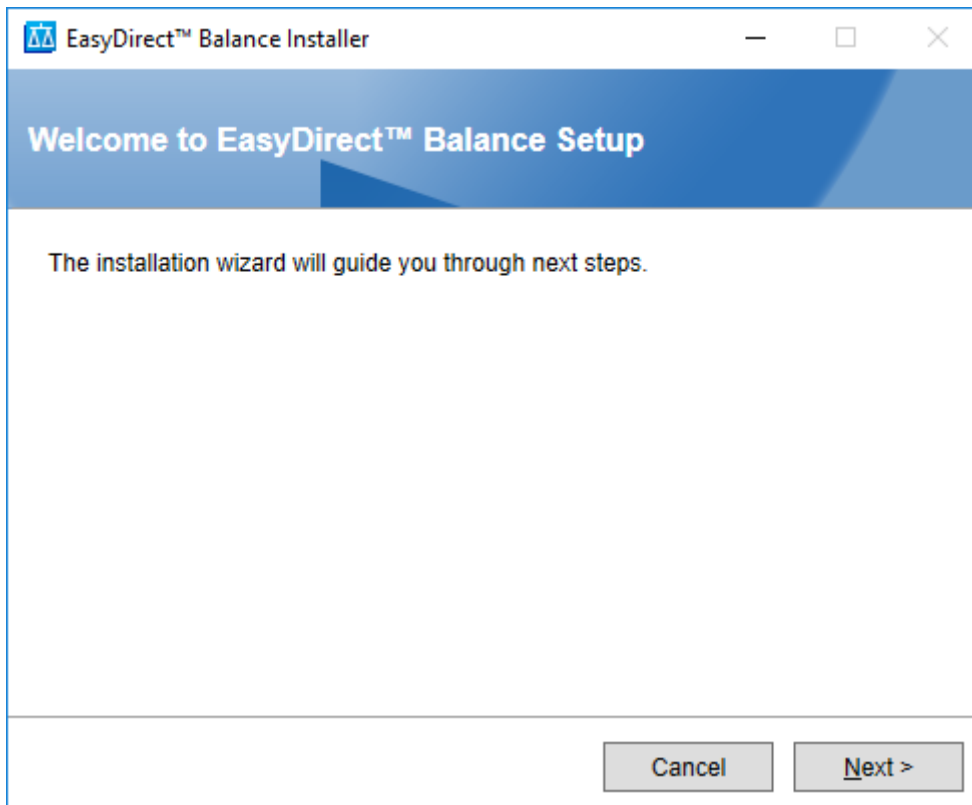 EasyDirect™ Balance Installer
Welcome to EasyDirect™ Balance Setup
The installation wizard will guide you through next steps.
Cancel
Next >